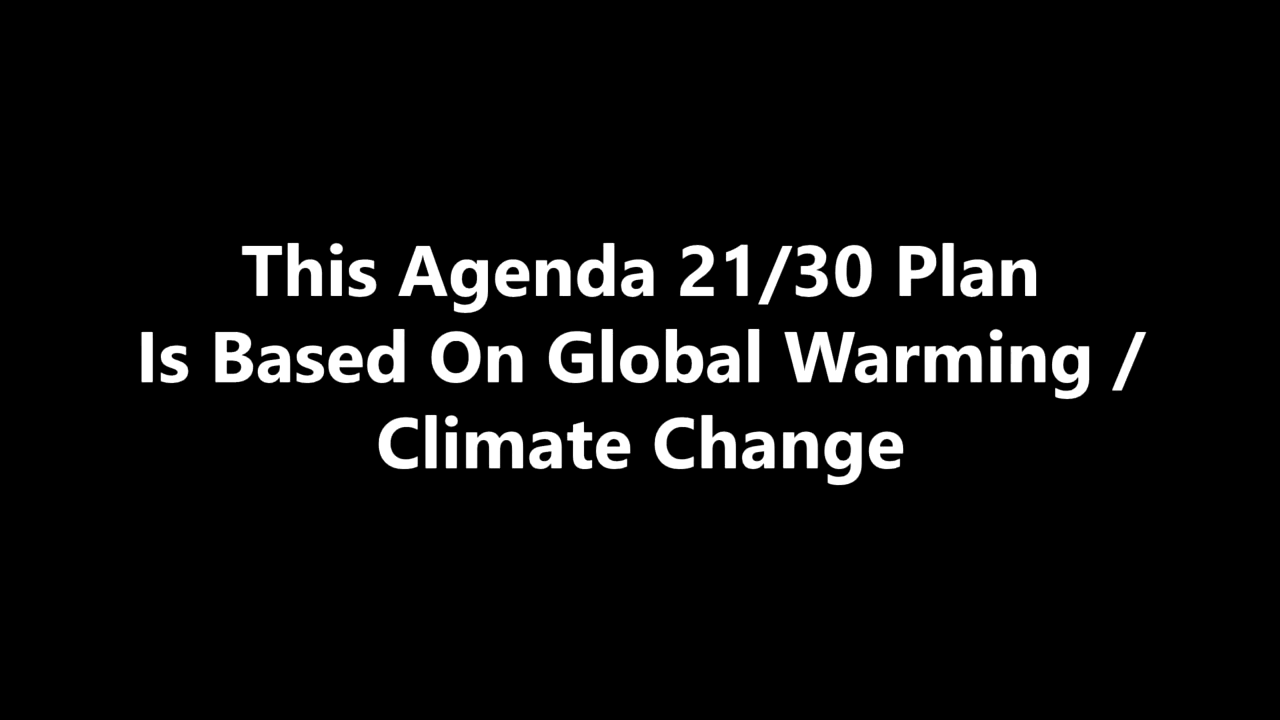 This Agenda 21/30 Plan
Is Based On Global Warming /
Climate Change